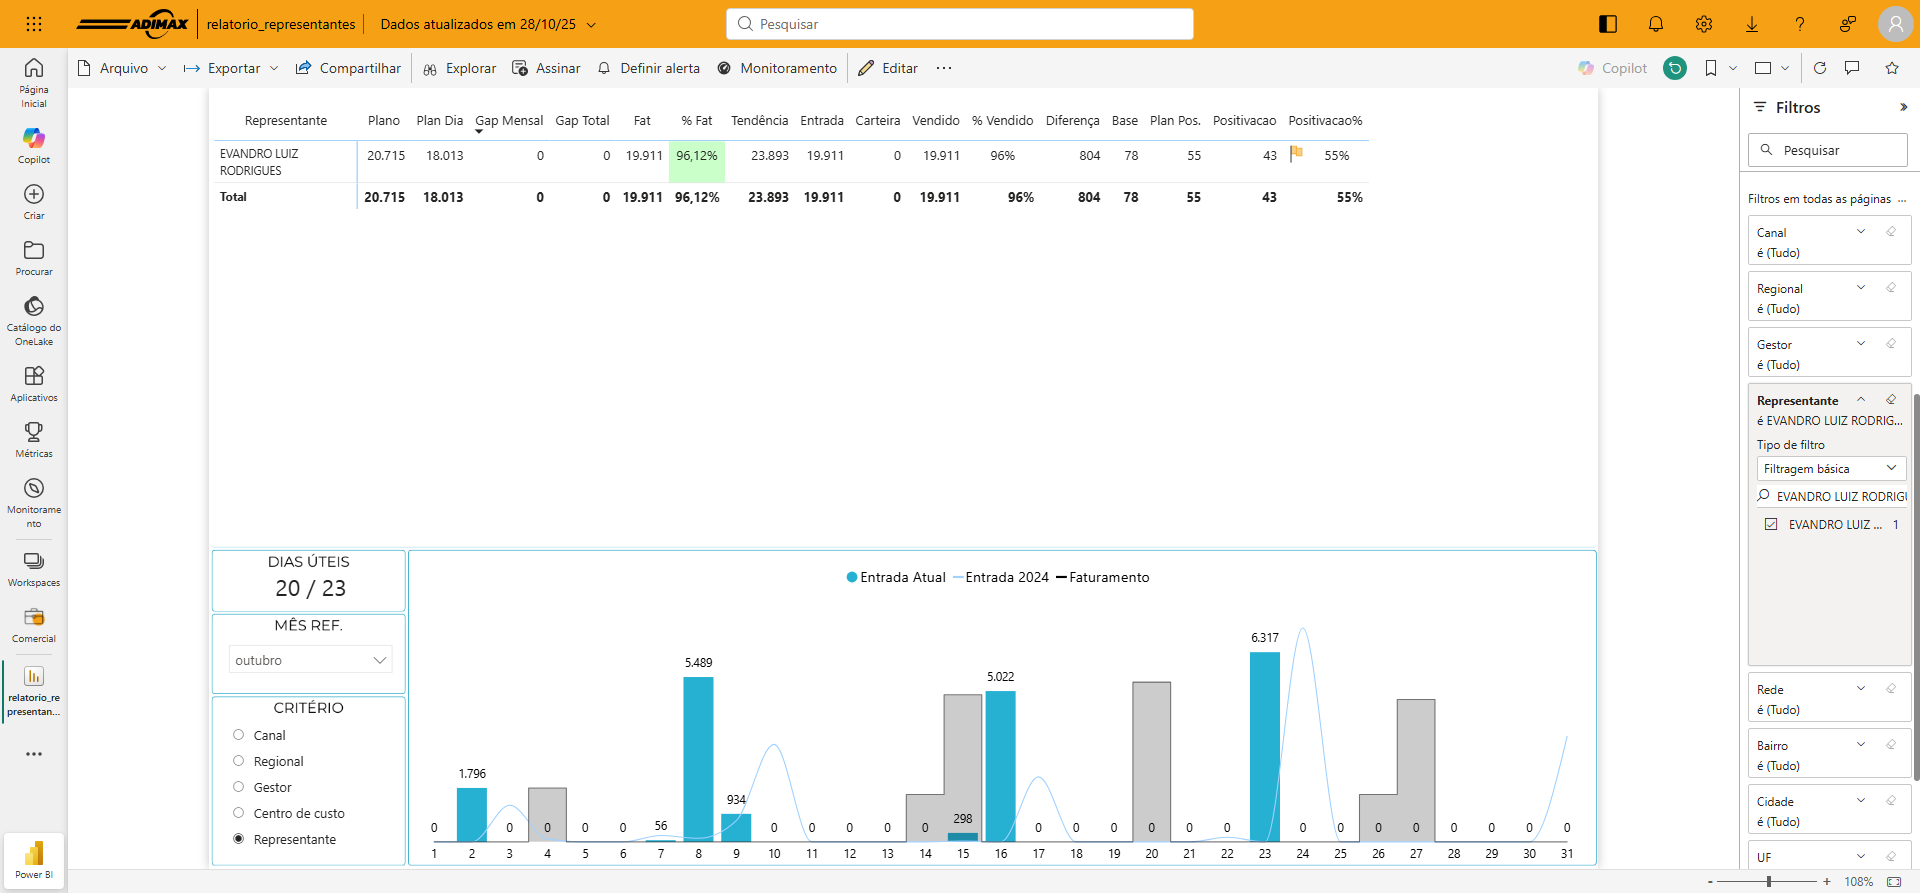 ADIMAX
relatorio_representantes
Dados atualizados em 28/10/25
Pesquisar
Arquivo
Exportar
Compartilhar
Explorar
Assinar
Definir alerta
Monitoramento
Editar
Copilot
Página
Inicial
Copilot
Criar
Procurar
Catálogo do
OneLake
Aplicativos
Métricas
Monitorame
nto
Workspaces
Comercial
relatorio_re
presentan...
Power BI
Representante Plano Plan Dia Gap Mensal Gap Total Fat % Fat Tendência Entrada Carteira Vendido % Vendido Diferença Base Plan Pos. Positivacao Positivacao%
EVANDRO LUIZ
RODRIGUES
20.715 18.013 0 0 19.911 96,12% 23.893 19.911 0 19.911 96% 804 78 55 43 55%
Total 20.715 18.013 0 0 19.911 96,12% 23.893 19.911 0 19.911 96% 804 78 55 43 55%
DIAS ÚTEIS
20 / 23
MÊS REF.
outubro
CRITÉRIO
Canal
Regional
Gestor
Centro de custo
Representante
Entrada Atual Entrada 2024 Faturamento
6.317
5.489
5.022
1.796
934
298
56
0 0 0 0 0 0 0 0 0 0 0 0 0 0 0 0 0 0 0 0 0 0 0 0
1 2 3 4 5 6 7 8 9 10 11 12 13 14 15 16 17 18 19 20 21 22 23 24 25 26 27 28 29 30 31
Filtros
Pesquisar
Filtros em todas as páginas ...
Canal
é (Tudo)
Regional
é (Tudo)
Gestor
é (Tudo)
Representante
é EVANDRO LUIZ RODRIG...
Tipo de filtro
Filtragem básica
EVANDRO LUIZ RODRIGU
EVANDRO LUIZ ... 1
Rede
é (Tudo)
Bairro
é (Tudo)
Cidade
é (Tudo)
UF
- + 108%